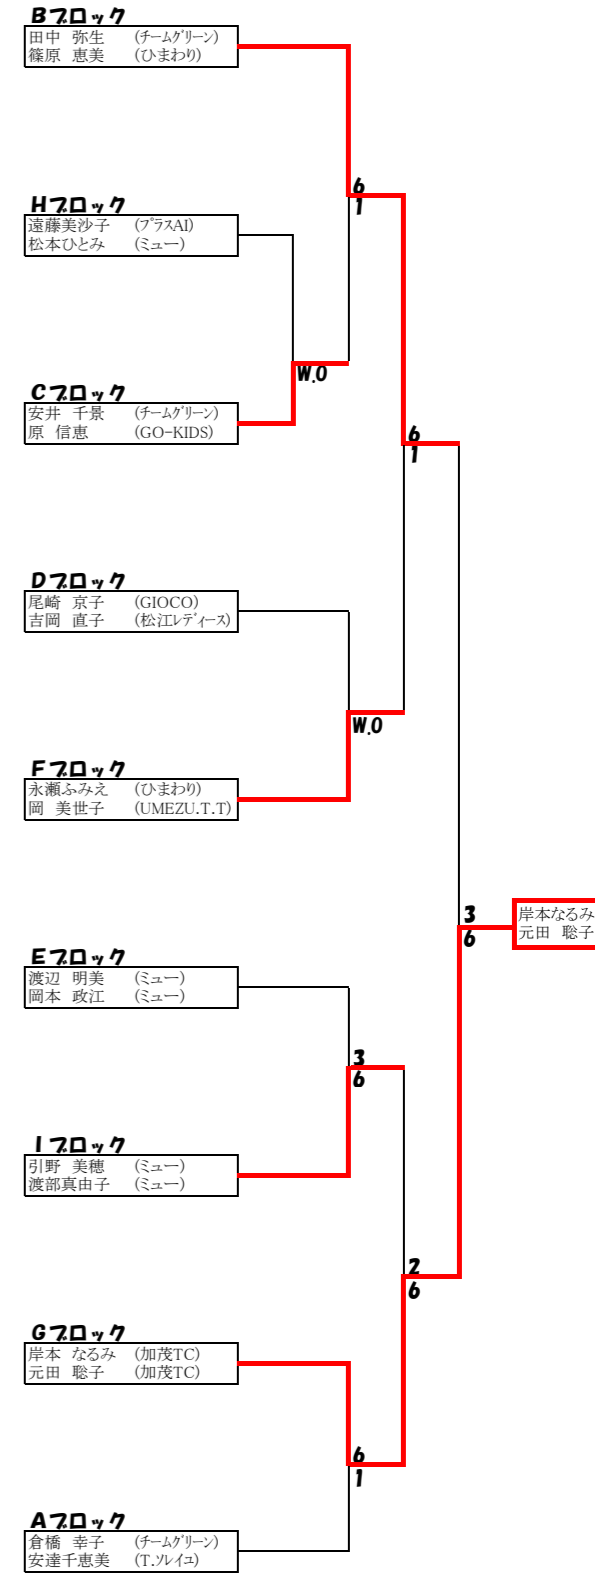 Bブロック
田中 弥生 (チームグリーン)
篠原 恵美 (ひまわり)
6
1
Hブロック
遠藤美沙子 (プラスAI)
松本ひとみ (ミュー)
W.O
Cブロック
安井 千景 (チームグリーン)
原 信恵 (GO-KIDS)
6
1
Dブロック
尾崎 京子 (GIOCO)
吉岡 直子 (松江レディース)
W.O
Fブロック
永瀬ふみえ (ひまわり)
岡 美世子 (UMEZU.T.T)
3
6
岸本なるみ
元田 聡子
Eブロック
渡辺 明美 (ミュー)
岡本 政江 (ミュー)
3
6
Iブロック
引野 美穂 (ミュー)
渡部真由子 (ミュー)
2
6
Gブロック
岸本 なるみ (加茂TC)
元田 聡子 (加茂TC)
6
1
Aブロック
倉橋 幸子 (チームグリーン)
安達千恵美 (T.ソレイユ)